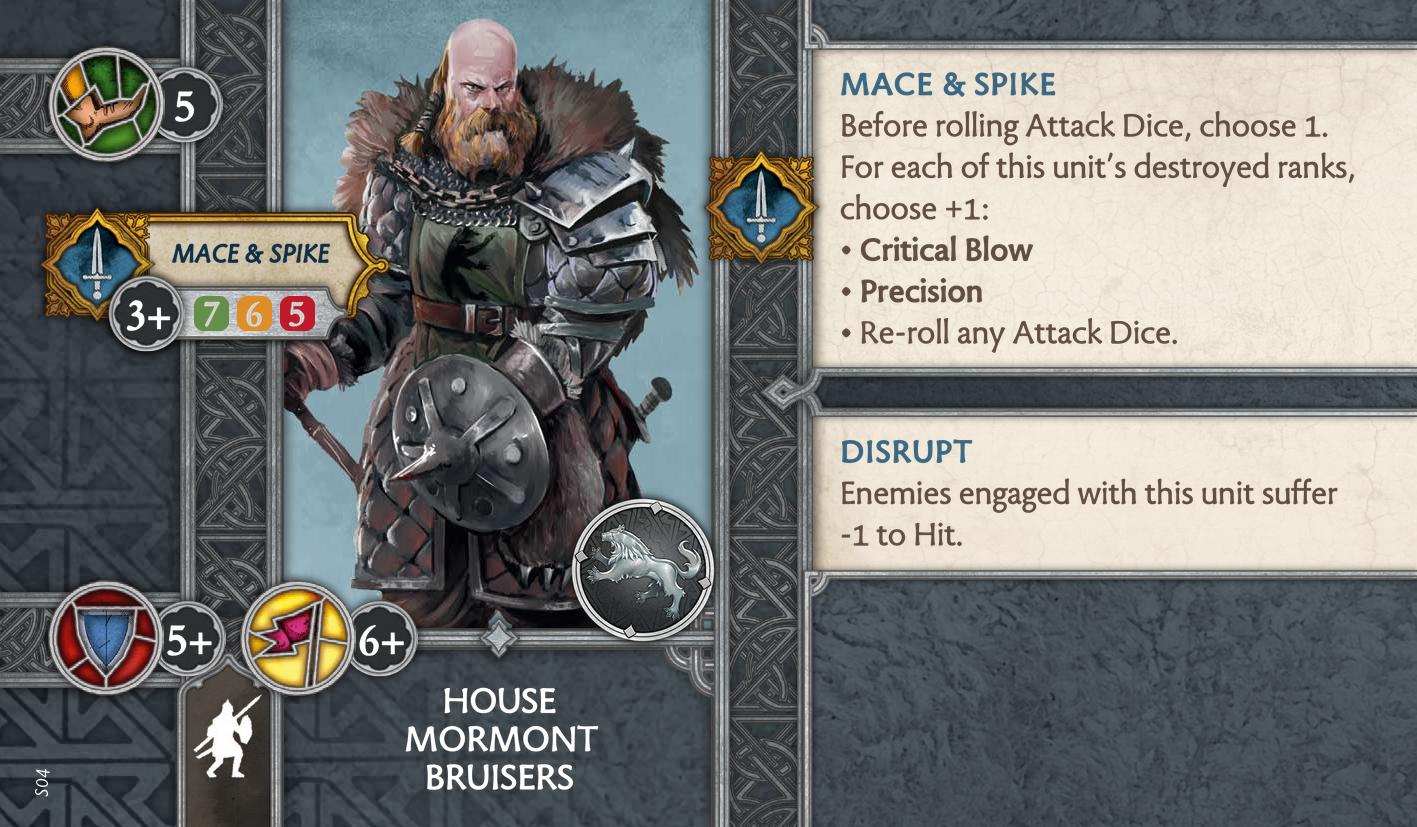 5
MACE & SPIKE
3+ 7 6 5
5+ 6+
HOUSE
MORMONT
BRUISERS
S04
MACE & SPIKE
Before rolling Attack Dice, choose 1.
For each of this unit's destroyed ranks,
choose +1:
• Critical Blow
• Precision
• Re-roll any Attack Dice.
DISRUPT
Enemies engaged with this unit suffer
-1 to Hit.